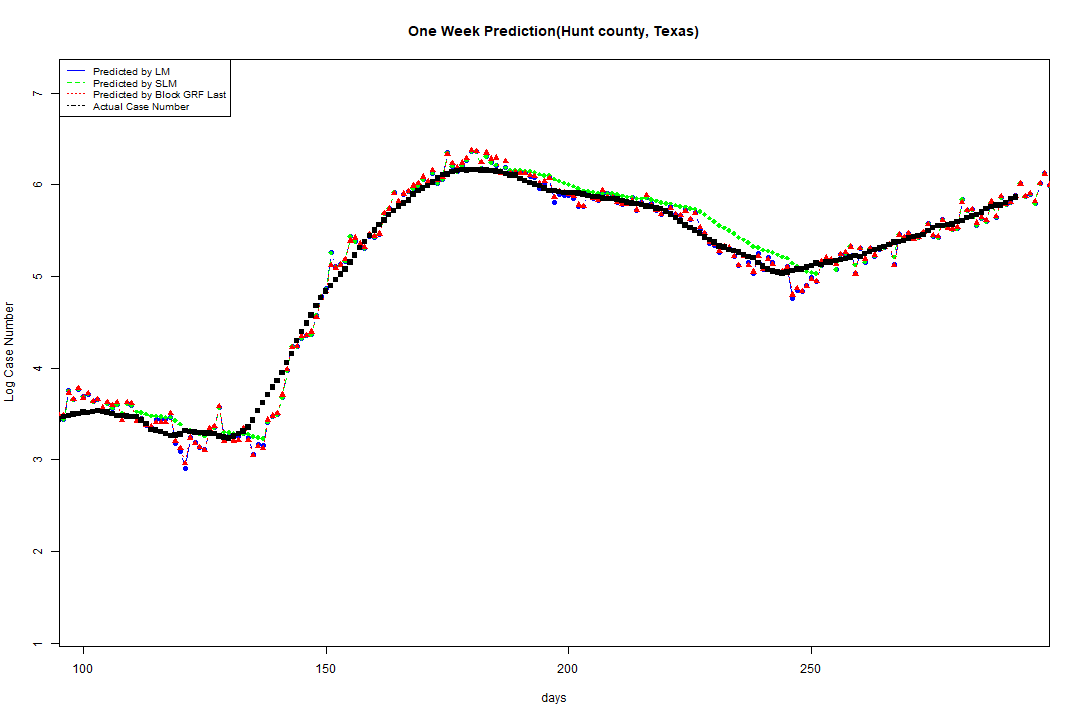 One Week Prediction(Hunt county, Texas)
Predicted by LM
Predicted by SLM
Predicted by Block GRF Last
Actual Case Number
7
6
5
4
3
2
1
Log Case Number
100 150 200 250
days